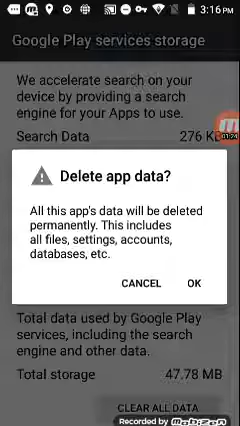 3:16 PM
Google Play services storage
We accelerate search on your
device by providing a search
engine for your Apps to use.
Search Data 276 KB
01:24
Delete app data?
All this app's data will be deleted
permanently. This includes
all files, settings, accounts,
databases, etc.
CANCEL OK
Total data used by Google Play
services, including the search
engine and other data.
Total storage 47.78 MB
CLEAR ALL DATA
Recorded by Mobizen